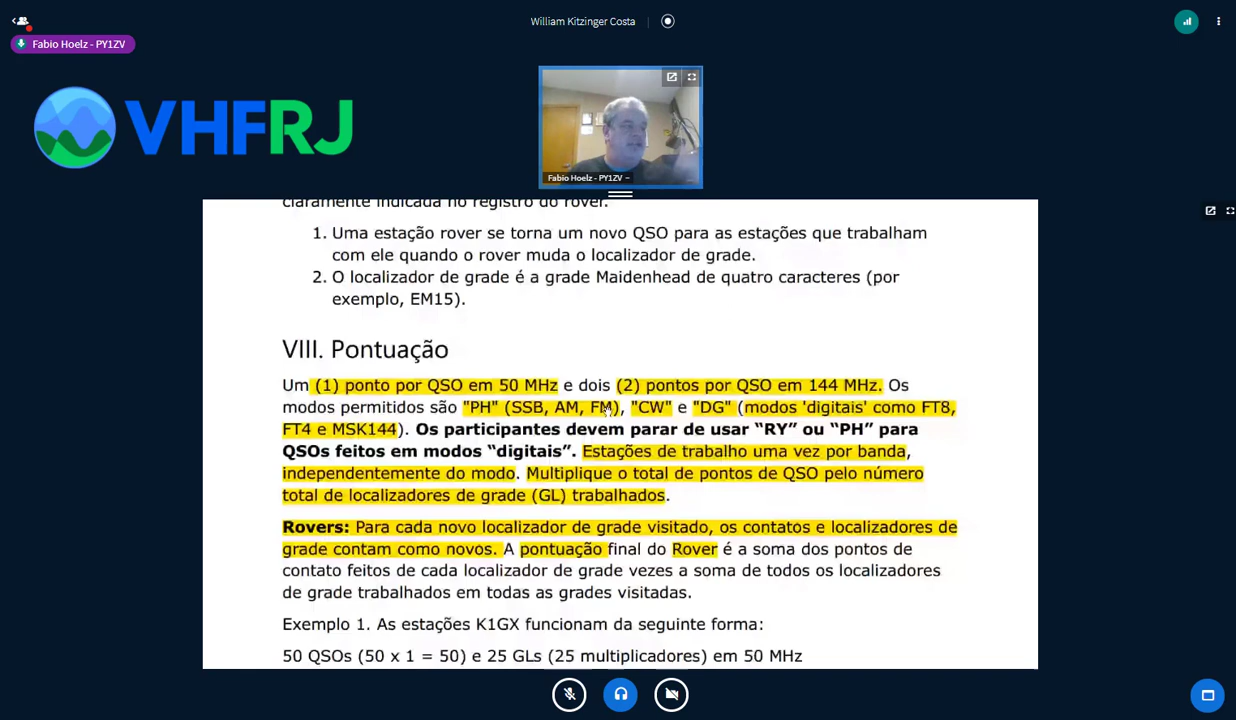 William Kitzinger Costa
Fabio Hoelz - PY1ZV
VHFRJ
Fabio Hoelz - PY1ZV
claramente indicada no registro do rover.
1. Uma estação rover se torna um novo QSO para as estações que trabalham
com ele quando o rover muda o localizador de grade.
2. O localizador de grade é a grade Maidenhead de quatro caracteres (por
exemplo, EM15).
VIII. Pontuação
Um (1) ponto por QSO em 50 MHz e dois (2) pontos por QSO em 144 MHz. Os
modos permitidos são "PH" (SSB, AM, FM), "CW" e "DG" (modos 'digitais' como FT8,
FT4 e MSK144). Os participantes devem parar de usar “RY” ou “PH” para
QSOs feitos em modos “digitais”. Estações de trabalho uma vez por banda,
independentemente do modo. Multiplique o total de pontos de QSO pelo número
total de localizadores de grade (GL) trabalhados.
Rovers: Para cada novo localizador de grade visitado, os contatos e localizadores de
grade contam como novos. A pontuação final do Rover é a soma dos pontos de
contato feitos de cada localizador de grade vezes a soma de todos os localizadores
de grade trabalhados em todas as grades visitadas.
Exemplo 1. As estações K1GX funcionam da seguinte forma:
50 QSOs (50 x 1 = 50) e 25 GLs (25 multiplicadores) em 50 MHz